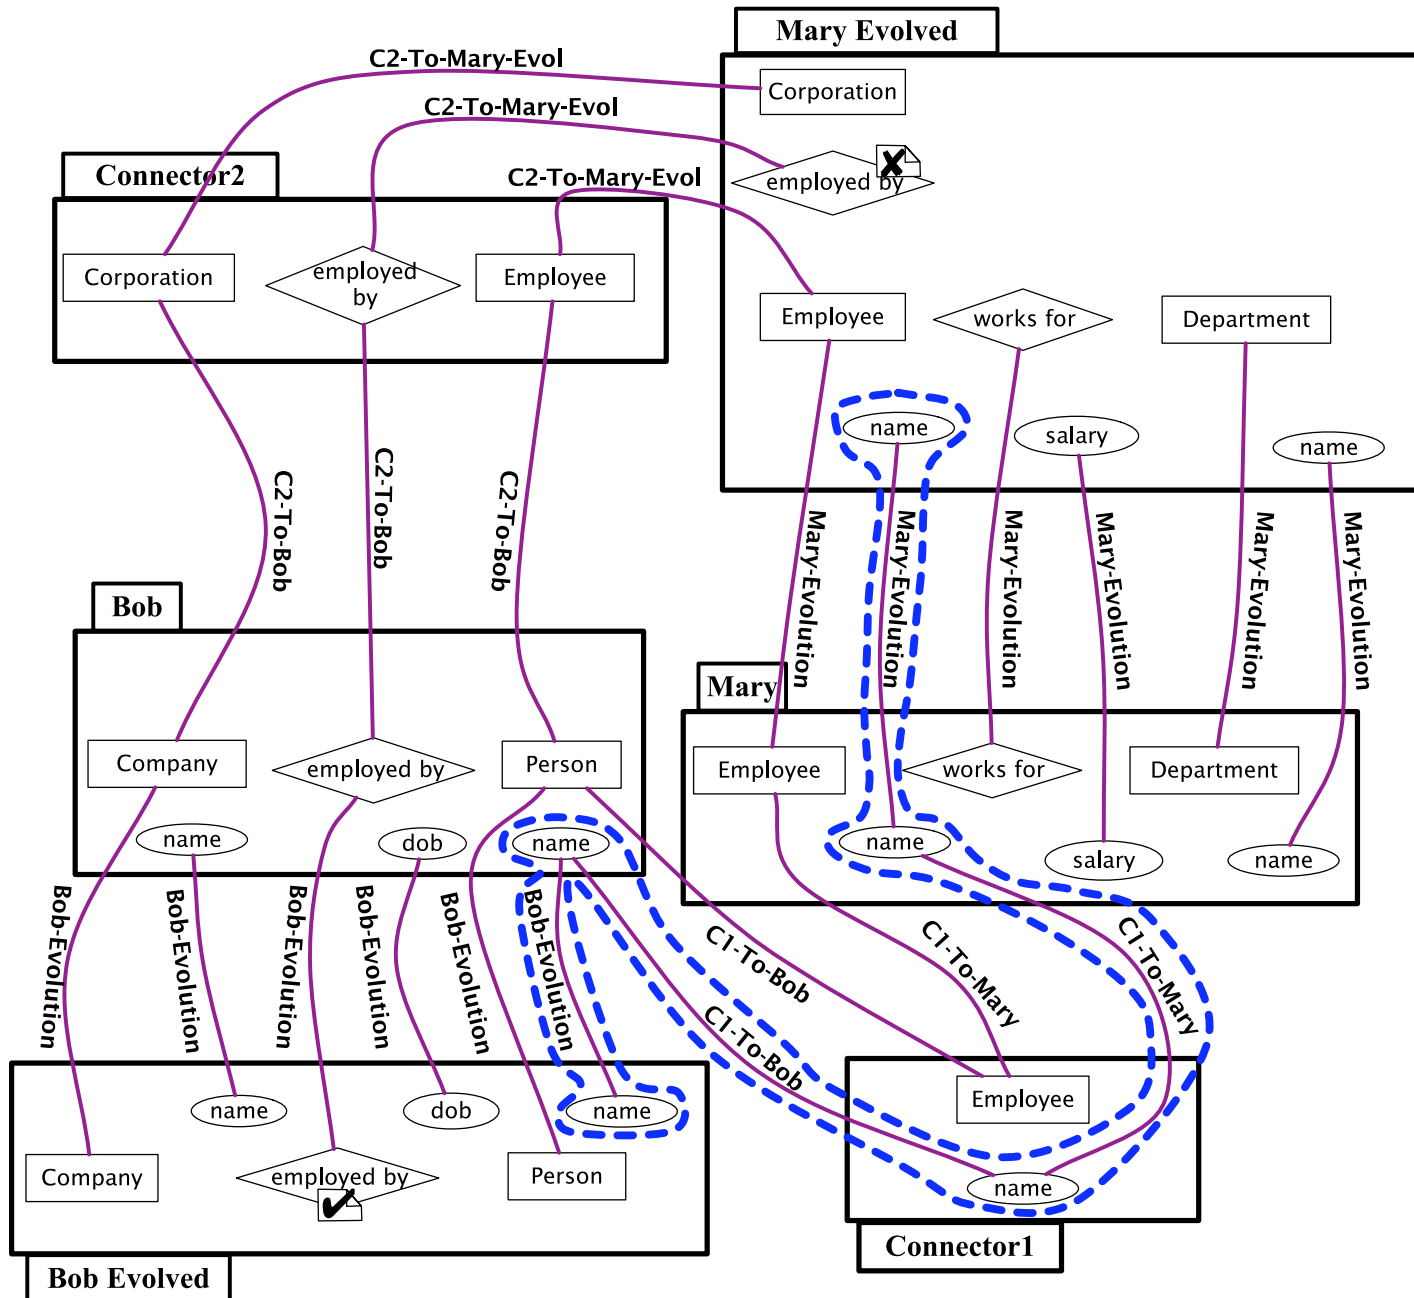 Mary Evolved
C2-To-Mary-Evol
Corporation
C2-To-Mary-Evol
Connector2
C2-To-Mary-Evol
employed by
Corporation
employed
by
Employee
Employee
works for
Department
name
salary
name
C2-To-Bob
C2-To-Bob
C2-To-Bob
Mary-Evolution
Mary-Evolution
Mary-Evolution
Mary-Evolution
Mary-Evolution
Mary-Evolution
Bob
Mary
Company
employed by
Person
Employee
works for
Department
name
dob
name
name
salary
name
Bob-Evolution
Bob-Evolution
Bob-Evolution
Bob-Evolution
Bob-Evolution
Bob-Evolution
C1-To-Bob
C1-To-Mary
C1-To-Mary
C1-To-Bob
name
dob
name
Employee
Company
employed by
Person
name
Connector1
Bob Evolved